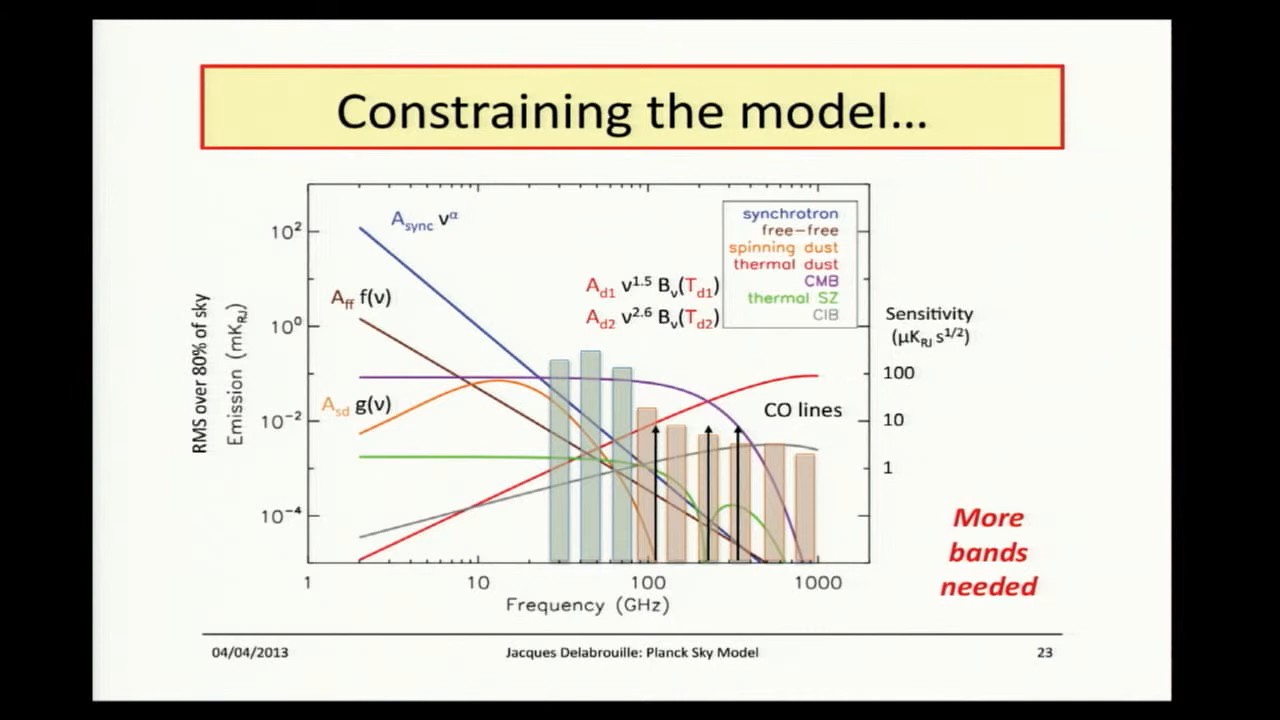 Constraining the model...
A_sync ν^α
A_ff f(ν)
A_sd g(ν)
A_d1 ν^1.5 B_ν(T_d1)
A_d2 ν^2.6 B_ν(T_d2)
synchrotron
free-free
spinning dust
thermal dust
CMB
thermal SZ
CIB
CO lines
RMS over 80% of sky
Emission (mK_RJ)
10^2
10^0
10^-2
10^-4
Sensitivity
(μK_RJ s^1/2)
100
10
1
1 10 100 1000
Frequency (GHz)
More
bands
needed
04/04/2013 Jacques Delabrouille: Planck Sky Model 23